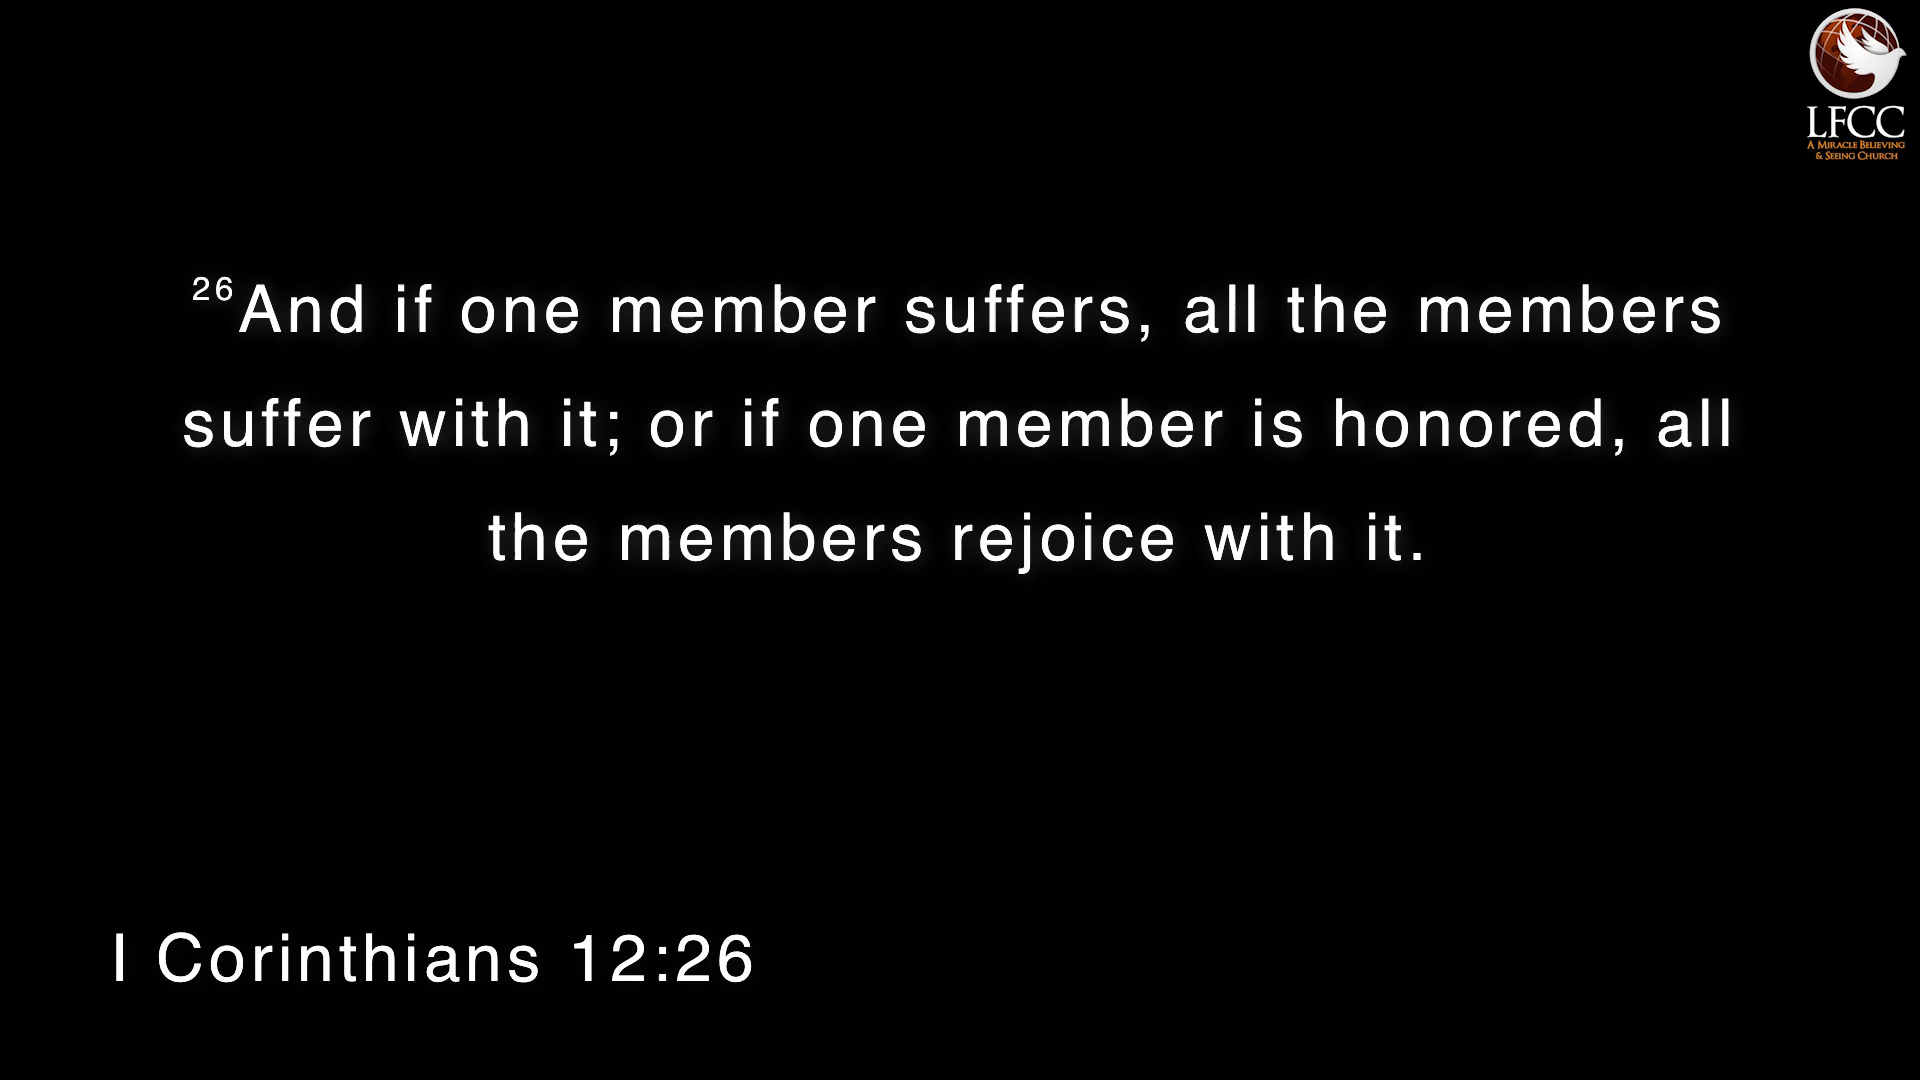 LFCC
A Miracle Believing
& Seeing Church
26And if one member suffers, all the members
suffer with it; or if one member is honored, all
the members rejoice with it.
I Corinthians 12:26